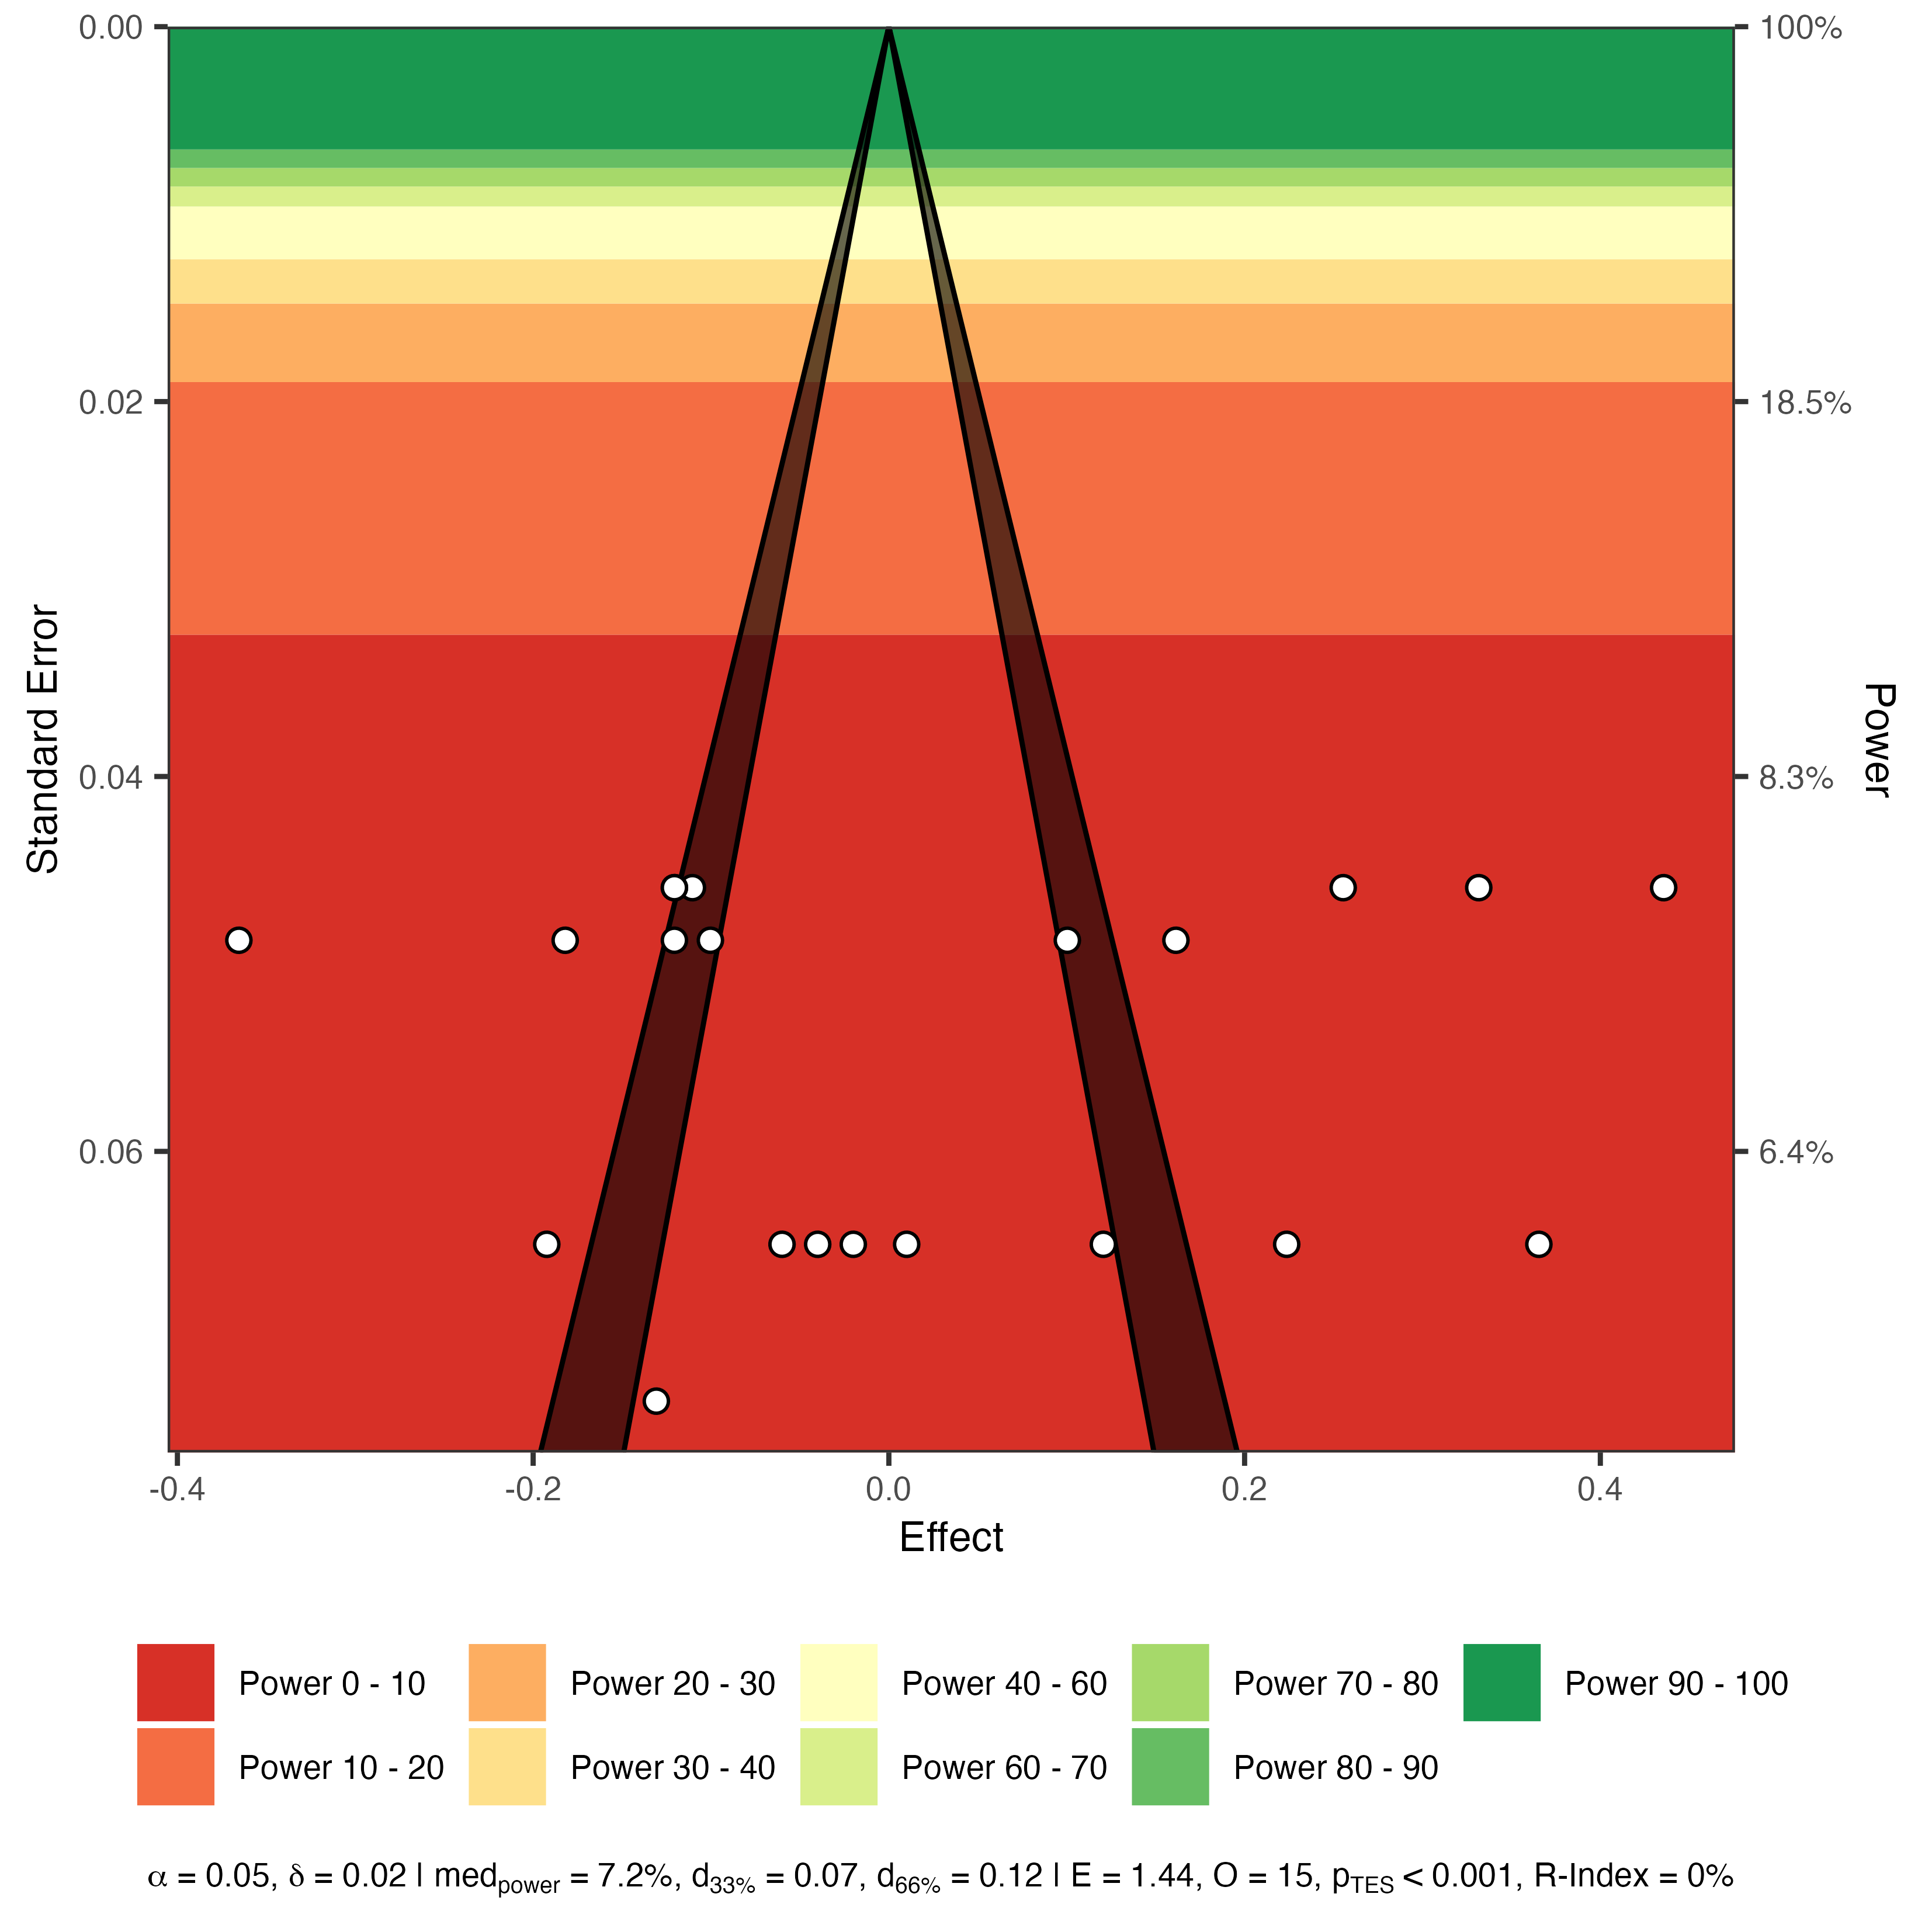 0.00
100%
0.02
18.5%
0.04
8.3%
0.06
6.4%
Standard Error
Power
-0.4 -0.2 0.0 0.2 0.4
Effect
Power 0 - 10 Power 20 - 30 Power 40 - 60 Power 70 - 80 Power 90 - 100
Power 10 - 20 Power 30 - 40 Power 60 - 70 Power 80 - 90
α = 0.05, δ = 0.02 | medpower = 7.2%, d33% = 0.07, d66% = 0.12 | E = 1.44, O = 15, pTES < 0.001, R-Index = 0%